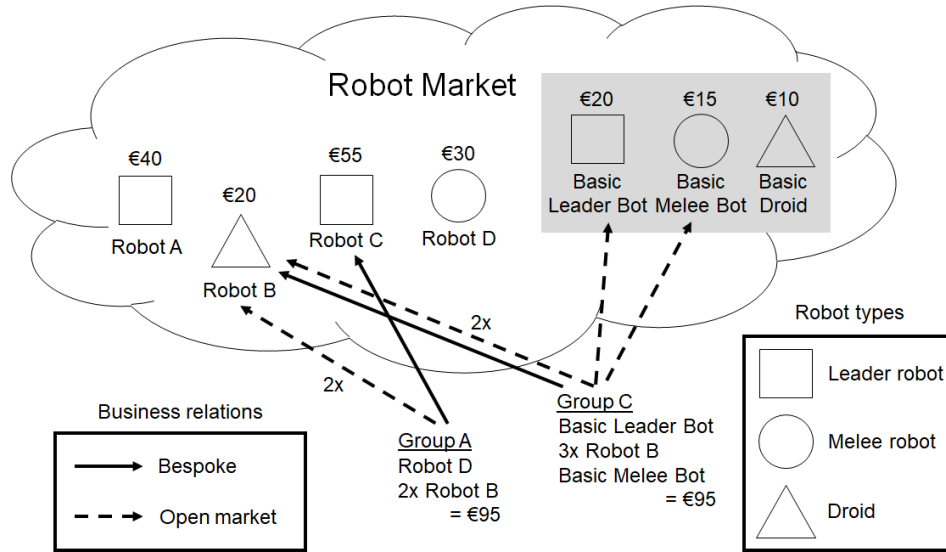 Robot Market
€40
Robot A
€20
Robot B
€55
Robot C
€30
Robot D
€20
Basic
Leader Bot
€15
Basic
Melee Bot
€10
Basic
Droid
2x
2x
Business relations
Bespoke
Open market
Group A
Robot D
2x Robot B
= €95
Group C
Basic Leader Bot
3x Robot B
Basic Melee Bot
= €95
Robot types
Leader robot
Melee robot
Droid